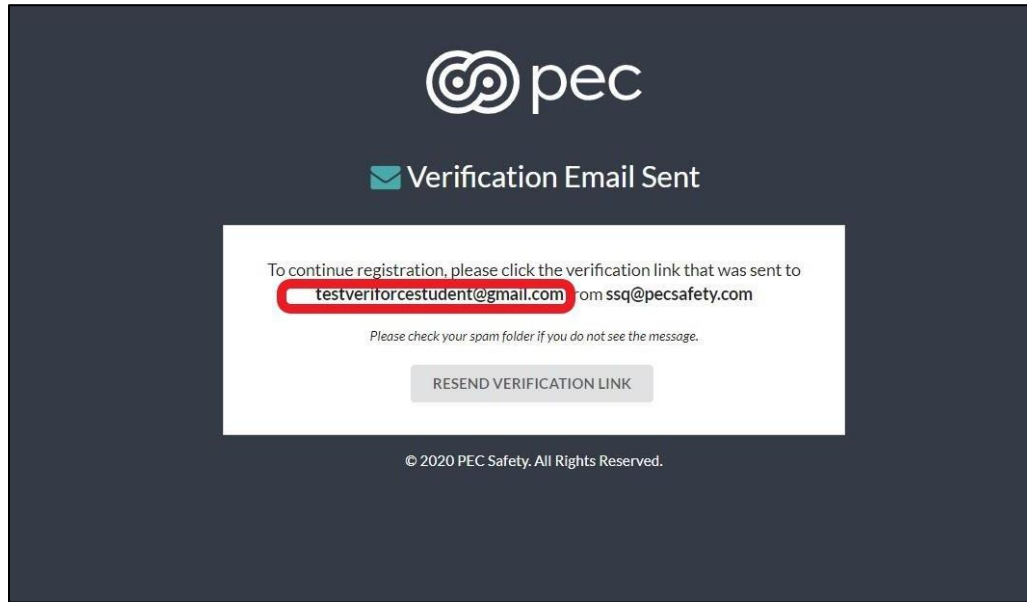 pec
Verification Email Sent
To continue registration, please click the verification link that was sent to
testveriforcestudent@gmail.com from ssq@pecsafety.com
Please check your spam folder if you do not see the message.
RESEND VERIFICATION LINK
© 2020 PEC Safety. All Rights Reserved.